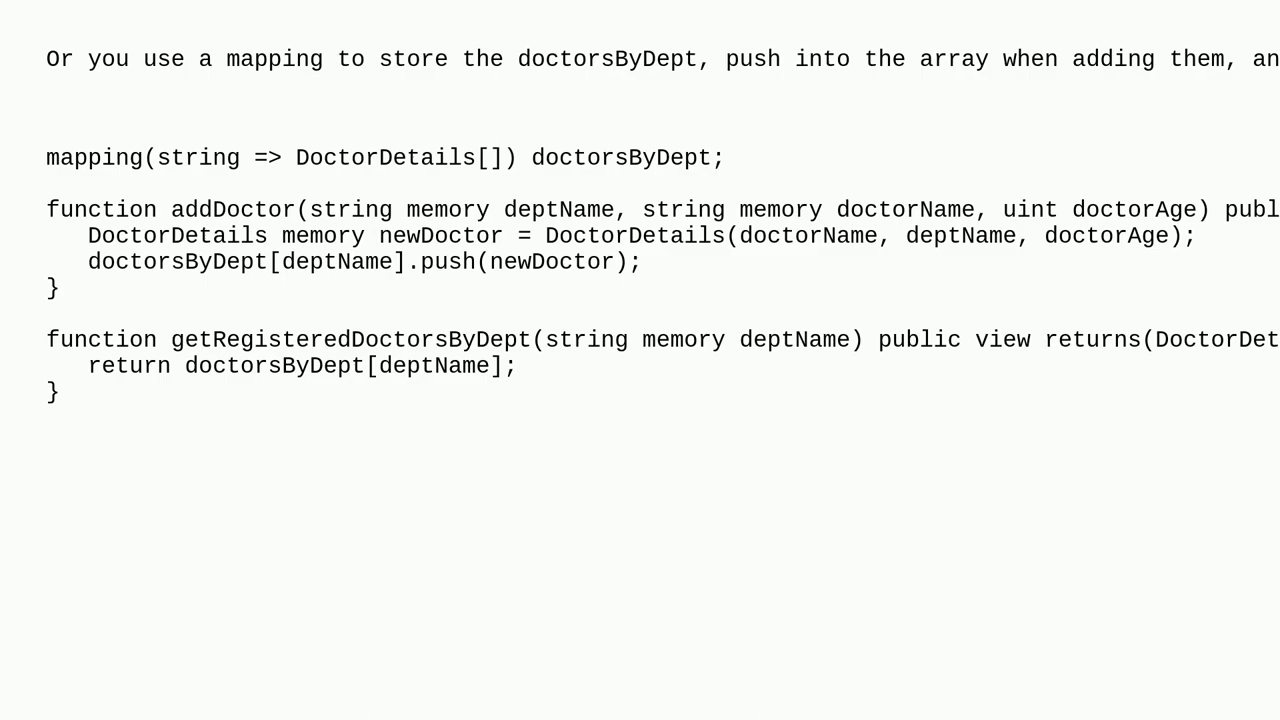 Or you use a mapping to store the doctorsByDept, push into the array when adding them, an
mapping(string => DoctorDetails[]) doctorsByDept;
function addDoctor(string memory deptName, string memory doctorName, uint doctorAge) publ
DoctorDetails memory newDoctor = DoctorDetails(doctorName, deptName, doctorAge);
doctorsByDept[deptName].push(newDoctor);
}
function getRegisteredDoctorsByDept(string memory deptName) public view returns(DoctorDet
return doctorsByDept[deptName];
}